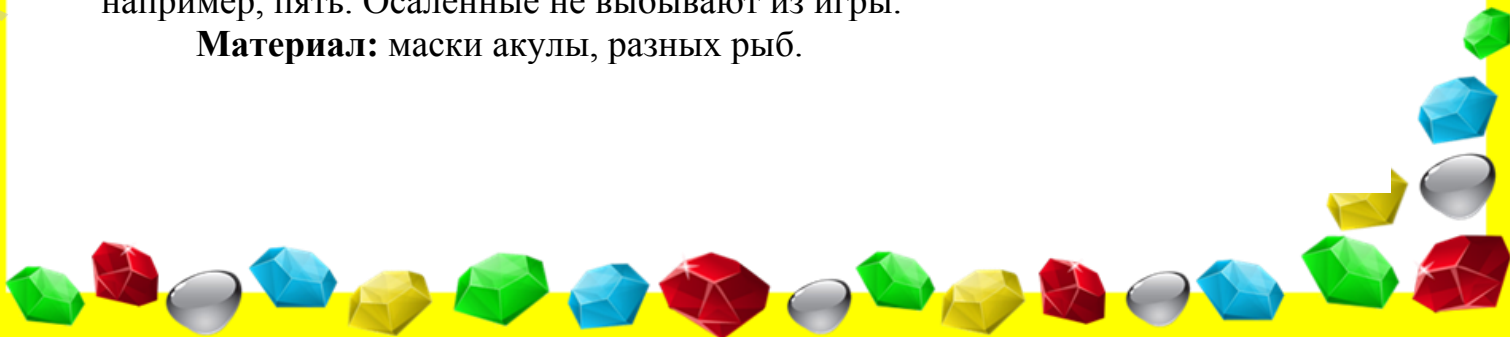 например, пять. Осаленные не выбывают из игры.
Материал: маски акулы, разных рыб.